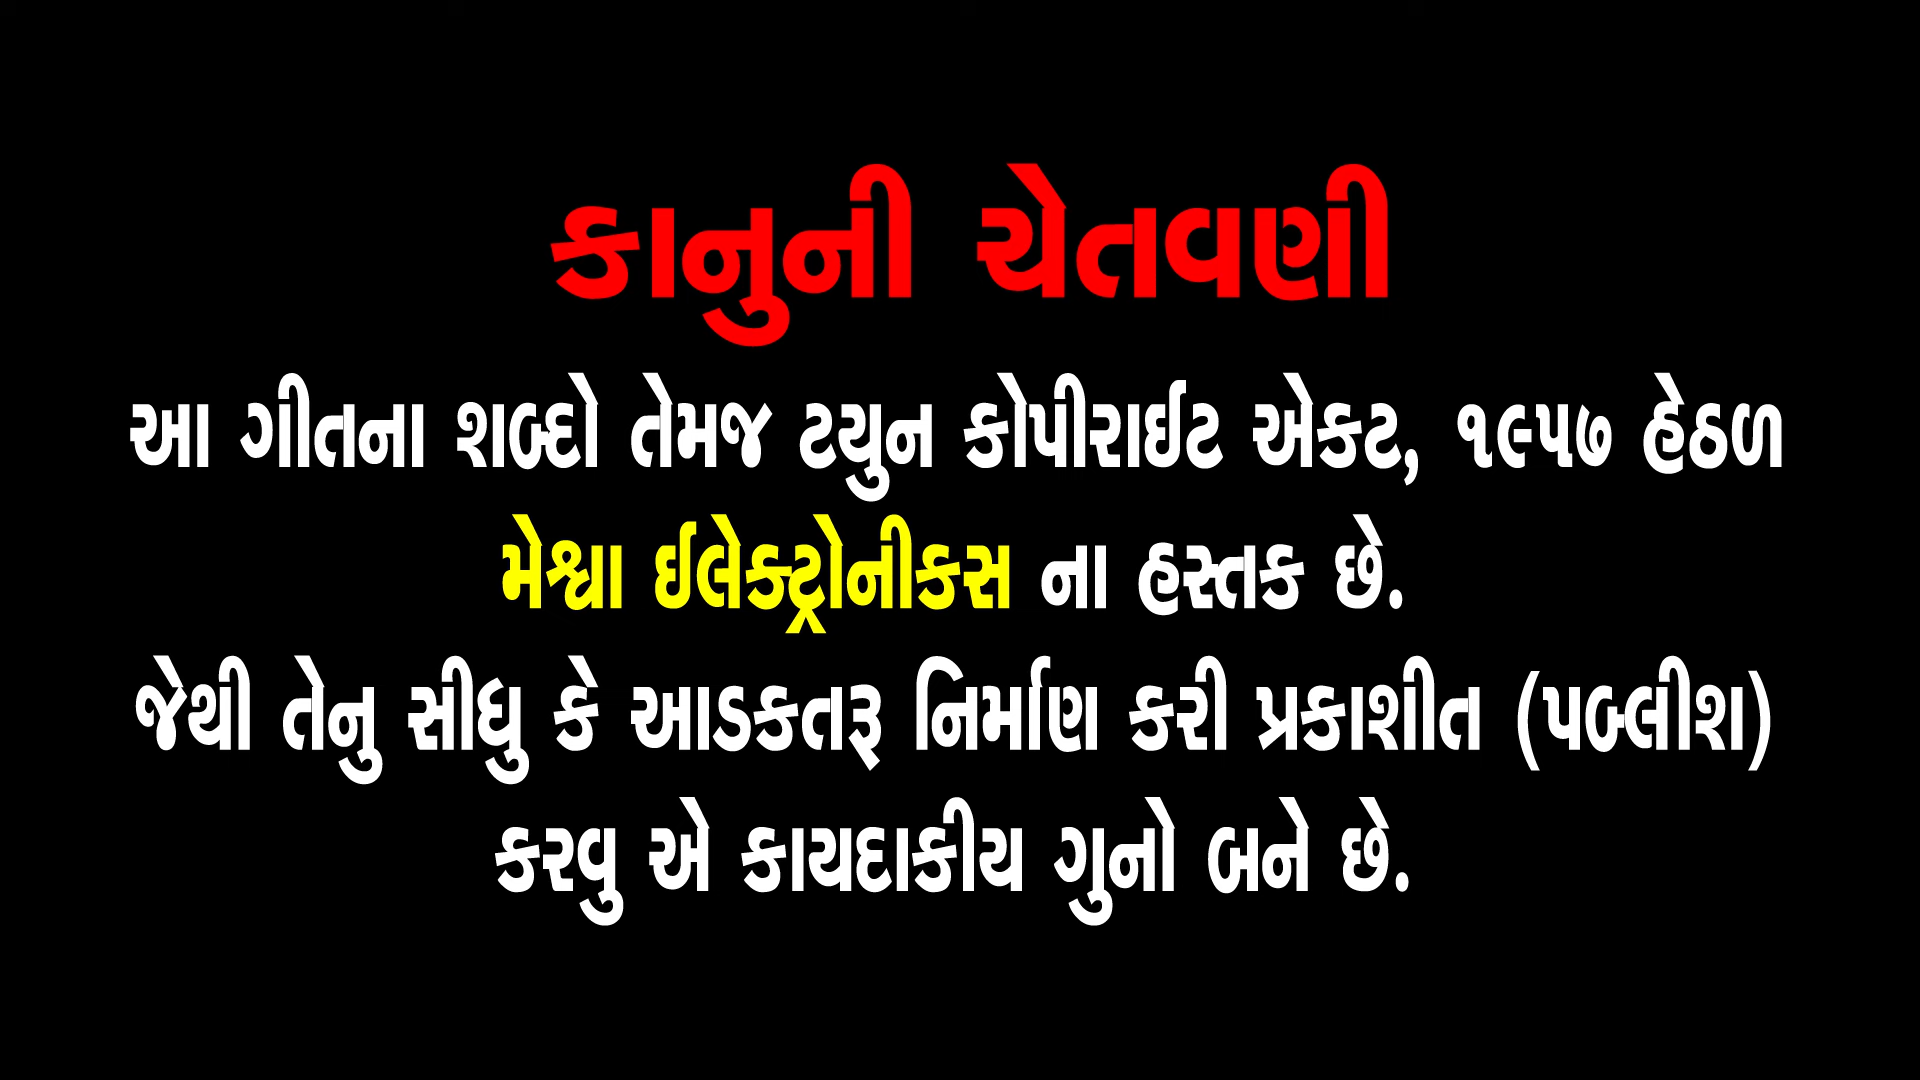 કાનુની ચેતવણી
આ ગીતના શબ્દો તેમજ ટયુન કોપીરાઈટ એકટ, ૧૯૫૭ હેઠળ
મેશ્વા ઈલેક્ટ્રોનીકસ ના હસ્તક છે.
જેથી તેનુ સીધુ કે આડકતરૂ નિર્માણ કરી પ્રકાશીત (પબ્લીશ)
કરવુ એ કાયદાકીય ગુનો બને છે.